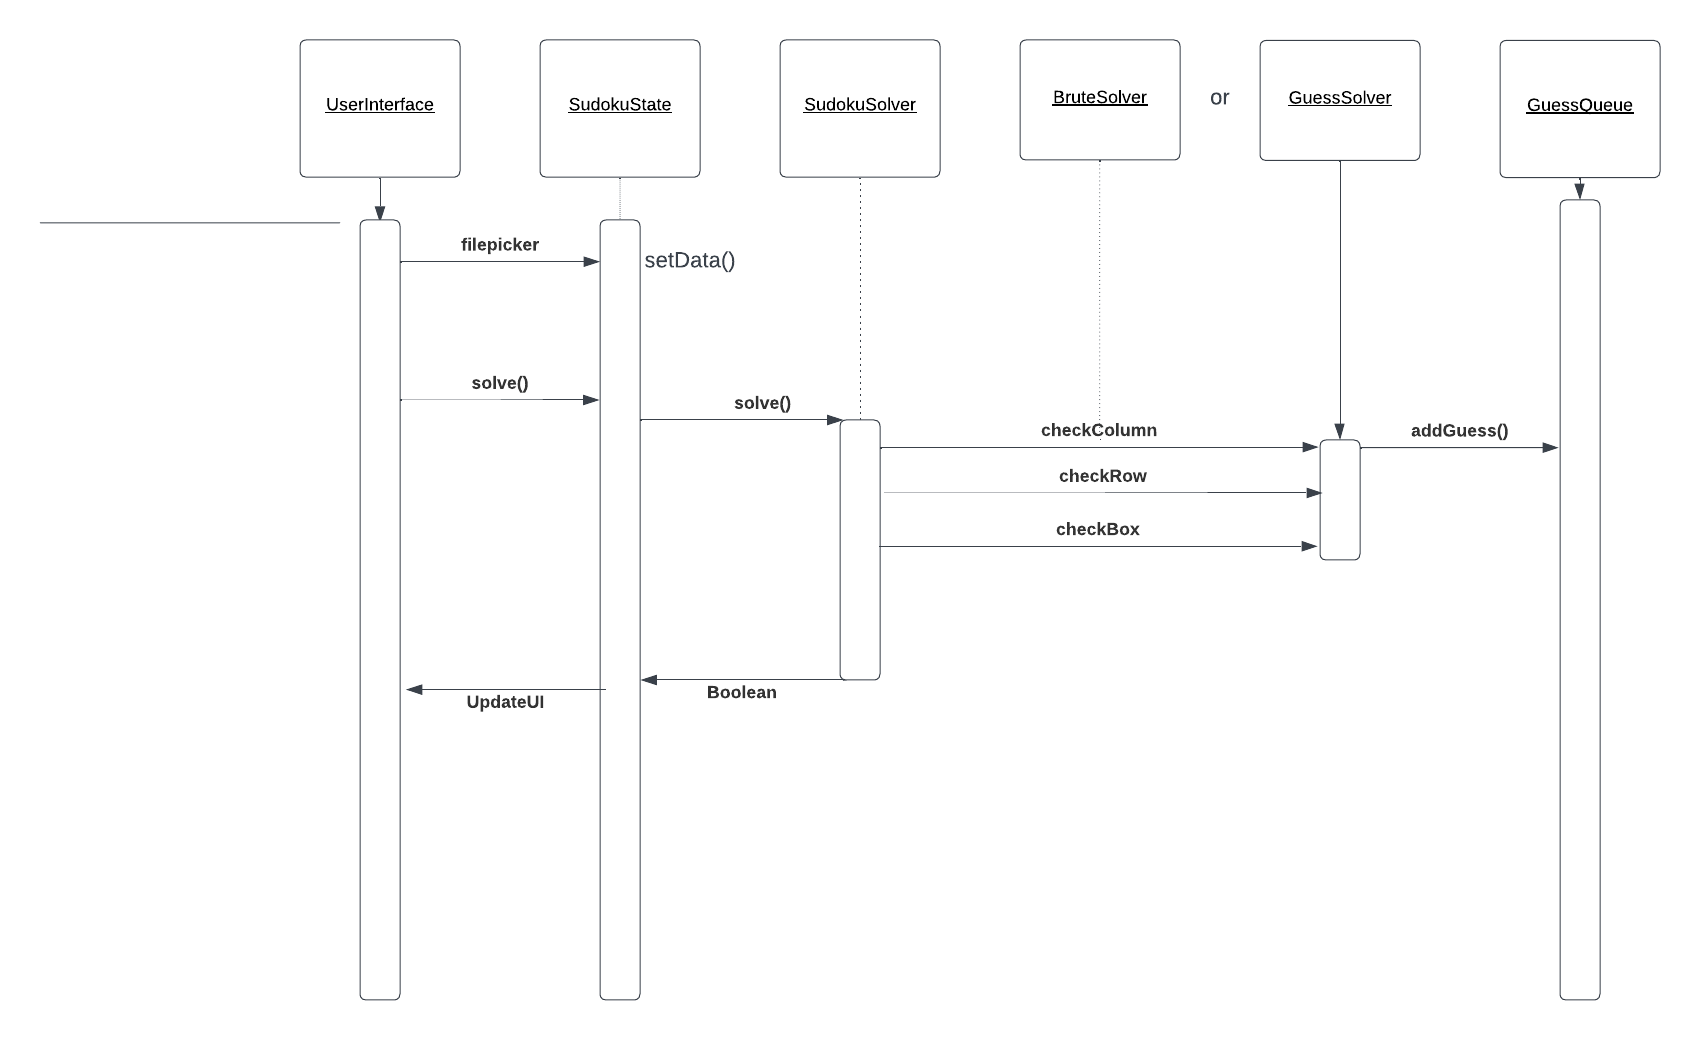 UserInterface
SudokuState
SudokuSolver
BruteSolver
or
GuessSolver
GuessQueue
filepicker
setData()
solve()
solve()
checkColumn
addGuess()
checkRow
checkBox
Boolean
UpdateUI